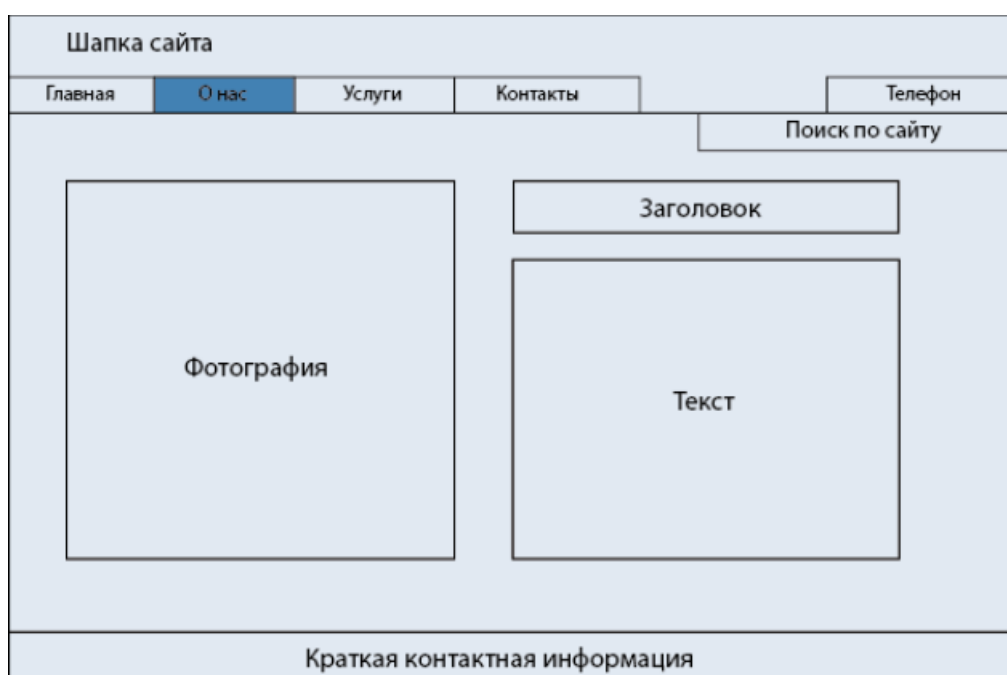 Шапка сайта
Главная О нас Услуги Контакты Телефон
Поиск по сайту
Заголовок
Фотография
Текст
Краткая контактная информация